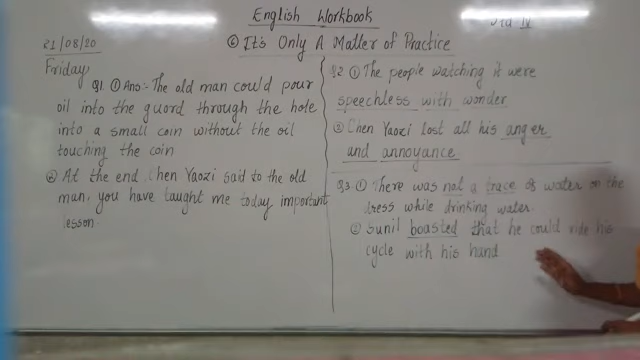 English Workbook
Std IV
21/08/20
⑥ It's Only A Matter of Practice
Friday
Q1. ① Ans:- The old man could pour
oil into the guord through the hole
into a small coin without the oil
touching the coin
② At the end Chen Yaozi said to the old
man, you have taught me today important
lesson.
Q2. ① The people watching it were
speechless with wonder
② Chen Yaozi lost all his anger
and annoyance
Q3. ① There was not a trace of water on the
dress while drinking water.
② Sunil boasted that he could ride his
cycle with his hand